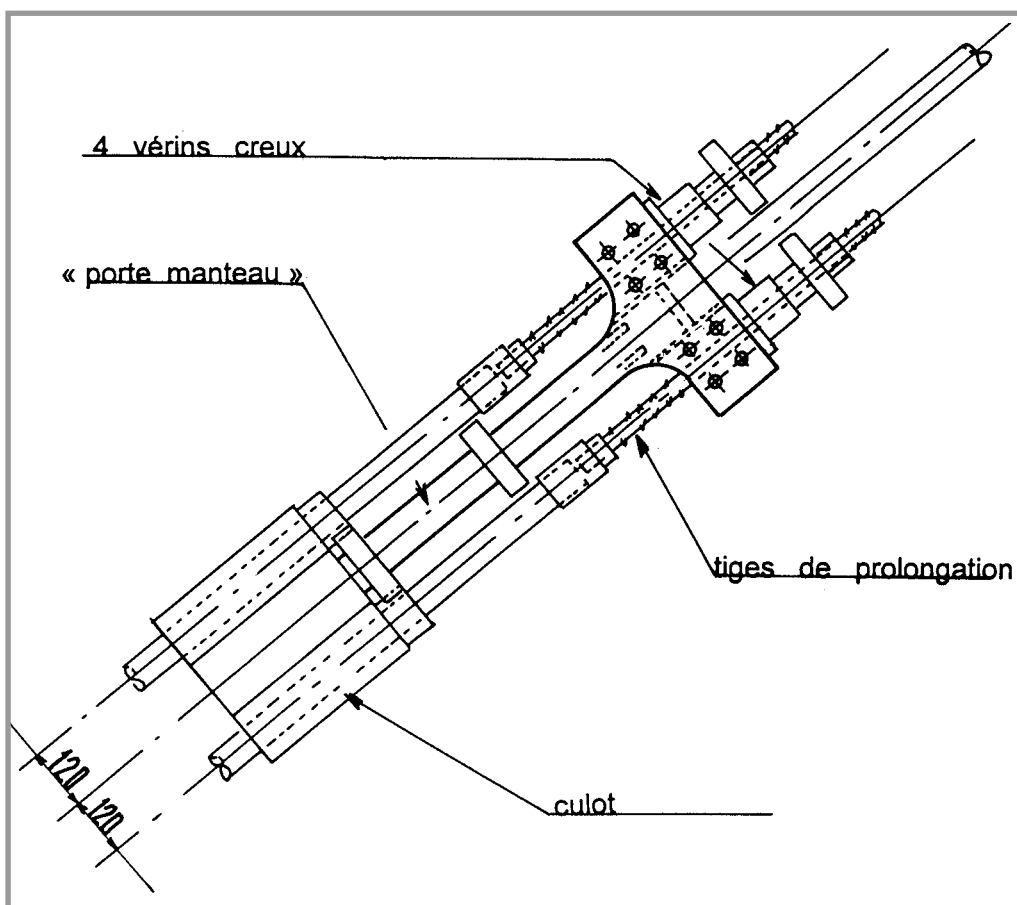 4 vérins creux
« porte manteau »
tiges de prolongation
culot
120
120